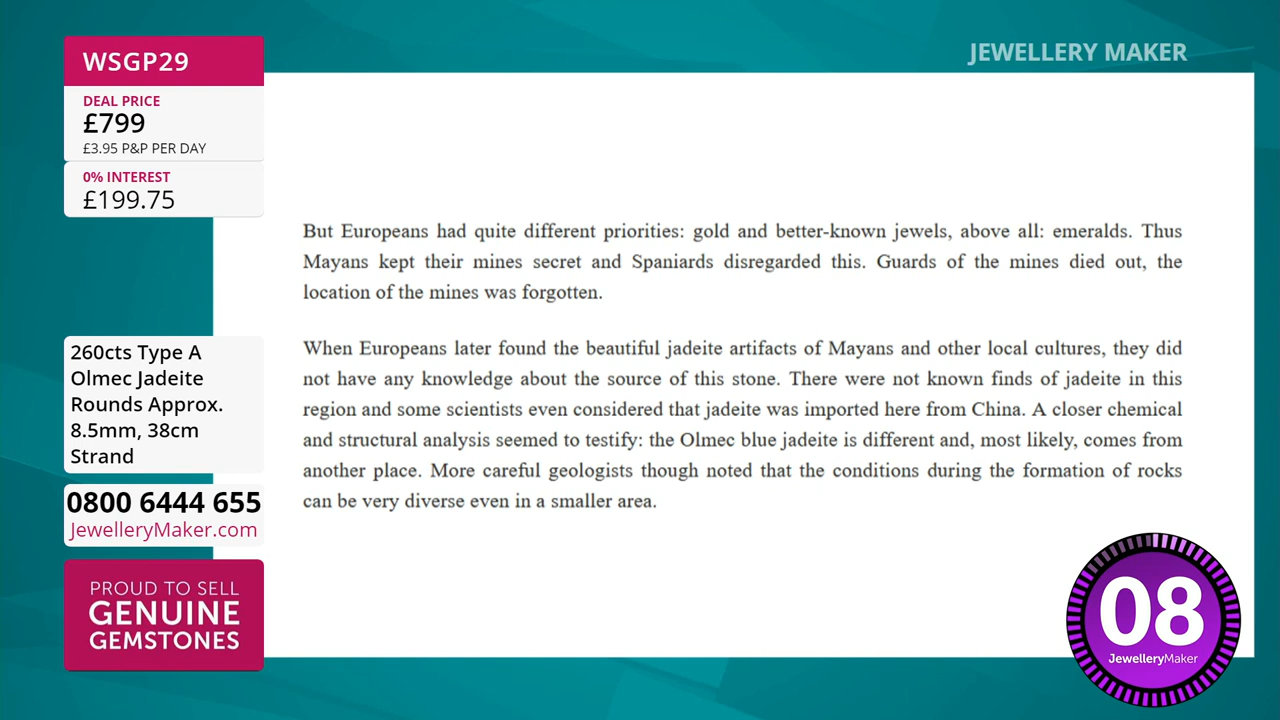 WSGP29
DEAL PRICE
£799
£3.95 P&P PER DAY
0% INTEREST
£199.75
260cts Type A
Olmec Jadeite
Rounds Approx.
8.5mm, 38cm
Strand
0800 6444 655
JewelleryMaker.com
PROUD TO SELL
GENUINE
GEMSTONES
JEWELLERY MAKER
But Europeans had quite different priorities: gold and better-known jewels, above all: emeralds. Thus
Mayans kept their mines secret and Spaniards disregarded this. Guards of the mines died out, the
location of the mines was forgotten.
When Europeans later found the beautiful jadeite artifacts of Mayans and other local cultures, they did
not have any knowledge about the source of this stone. There were not known finds of jadeite in this
region and some scientists even considered that jadeite was imported here from China. A closer chemical
and structural analysis seemed to testify: the Olmec blue jadeite is different and, most likely, comes from
another place. More careful geologists though noted that the conditions during the formation of rocks
can be very diverse even in a smaller area.
08
JewelleryMaker